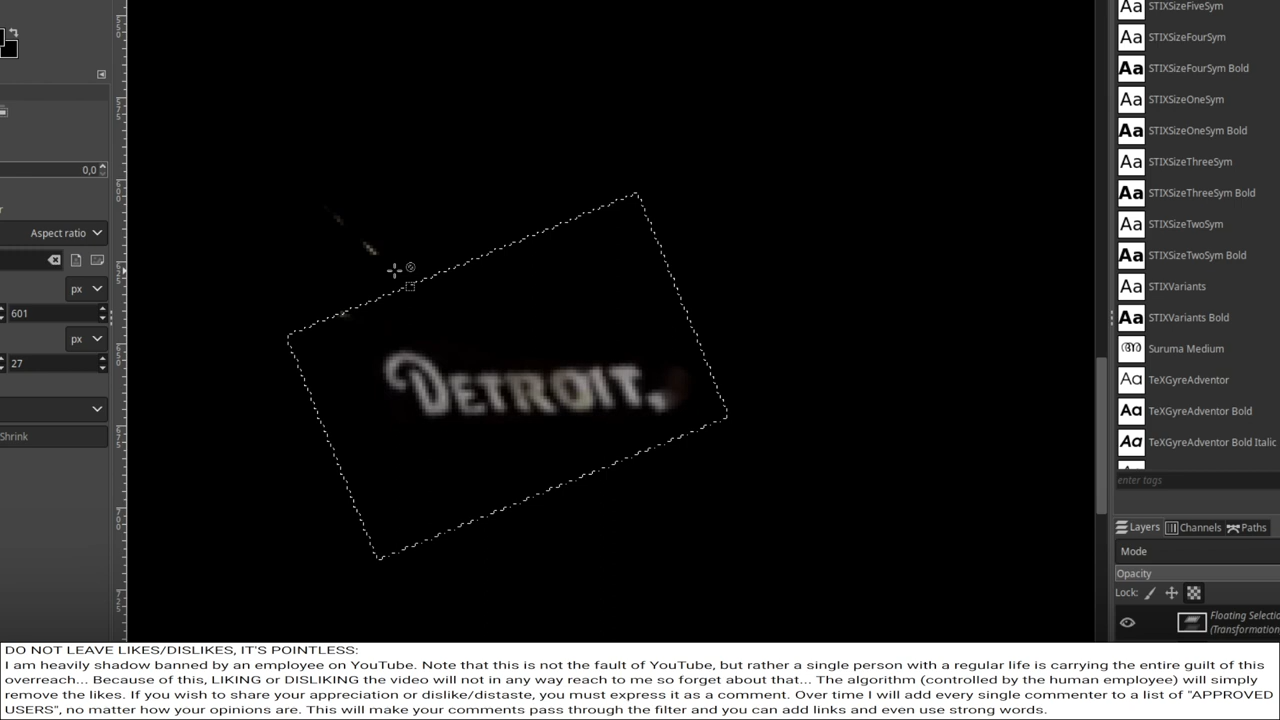 STIXSizeFiveSym
STIXSizeFourSym
STIXSizeFourSym Bold
STIXSizeOneSym
STIXSizeOneSym Bold
STIXSizeThreeSym
STIXSizeThreeSym Bold
STIXSizeTwoSym
STIXSizeTwoSym Bold
STIXVariants
STIXVariants Bold
Suruma Medium
TeXGyreAdventor
TeXGyreAdventor Bold
TeXGyreAdventor Bold Italic
enter tags
Layers Channels Paths
Mode
Opacity
Lock:
Floating Selectio
(Transformation
0,0
Aspect ratio
px
601
px
27
Shrink
DETROIT.
DO NOT LEAVE LIKES/DISLIKES, IT'S POINTLESS:
I am heavily shadow banned by an employee on YouTube. Note that this is not the fault of YouTube, but rather a single person with a regular life is carrying the entire guilt of this
overreach... Because of this, LIKING or DISLIKING the video will not in any way reach to me so forget about that... The algorithm (controlled by the human employee) will simply
remove the likes. If you wish to share your appreciation or dislike/distaste, you must express it as a comment. Over time I will add every single commenter to a list of "APPROVED
USERS", no matter how your opinions are. This will make your comments pass through the filter and you can add links and even use strong words.